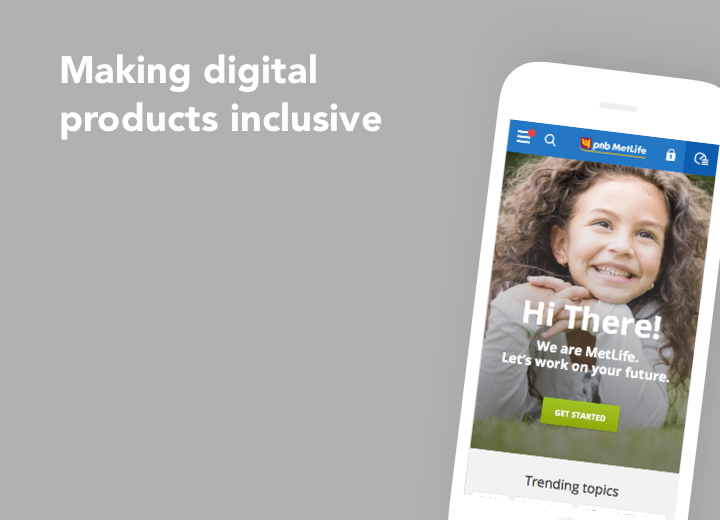 Making digital
products inclusive
pnb MetLife
Hi There!
We are MetLife.
Let's work on your future.
GET STARTED
Trending topics